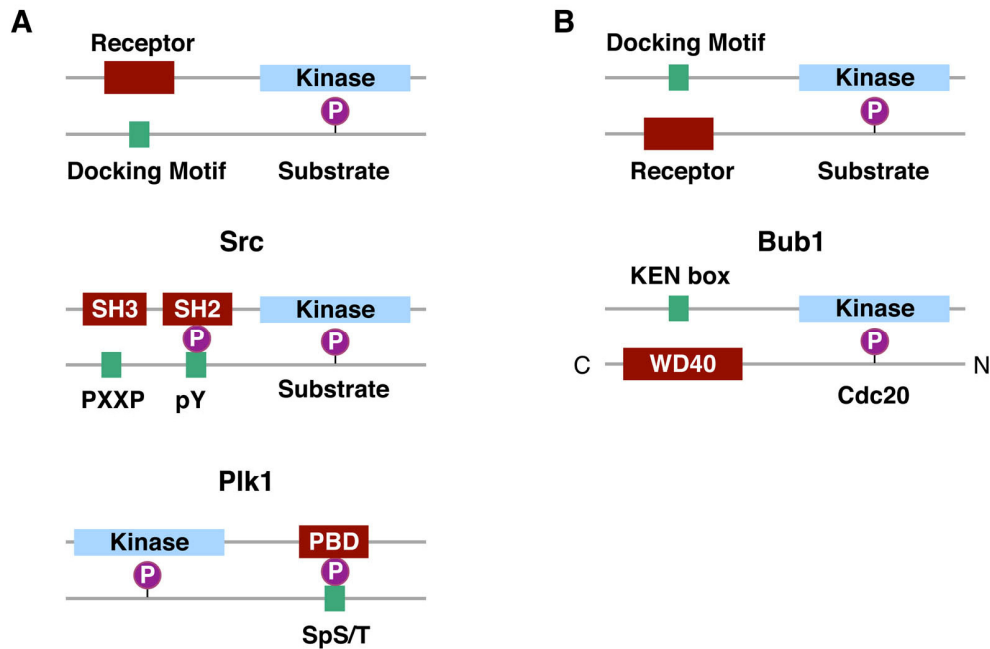 A
Receptor
Kinase
P
Docking Motif Substrate
Src
SH3 SH2 Kinase
P P
PXXP pY Substrate
Plk1
Kinase PBD
P P
SpS/T
B
Docking Motif
Kinase
P
Receptor Substrate
Bub1
KEN box
Kinase
P
C WD40 N
Cdc20